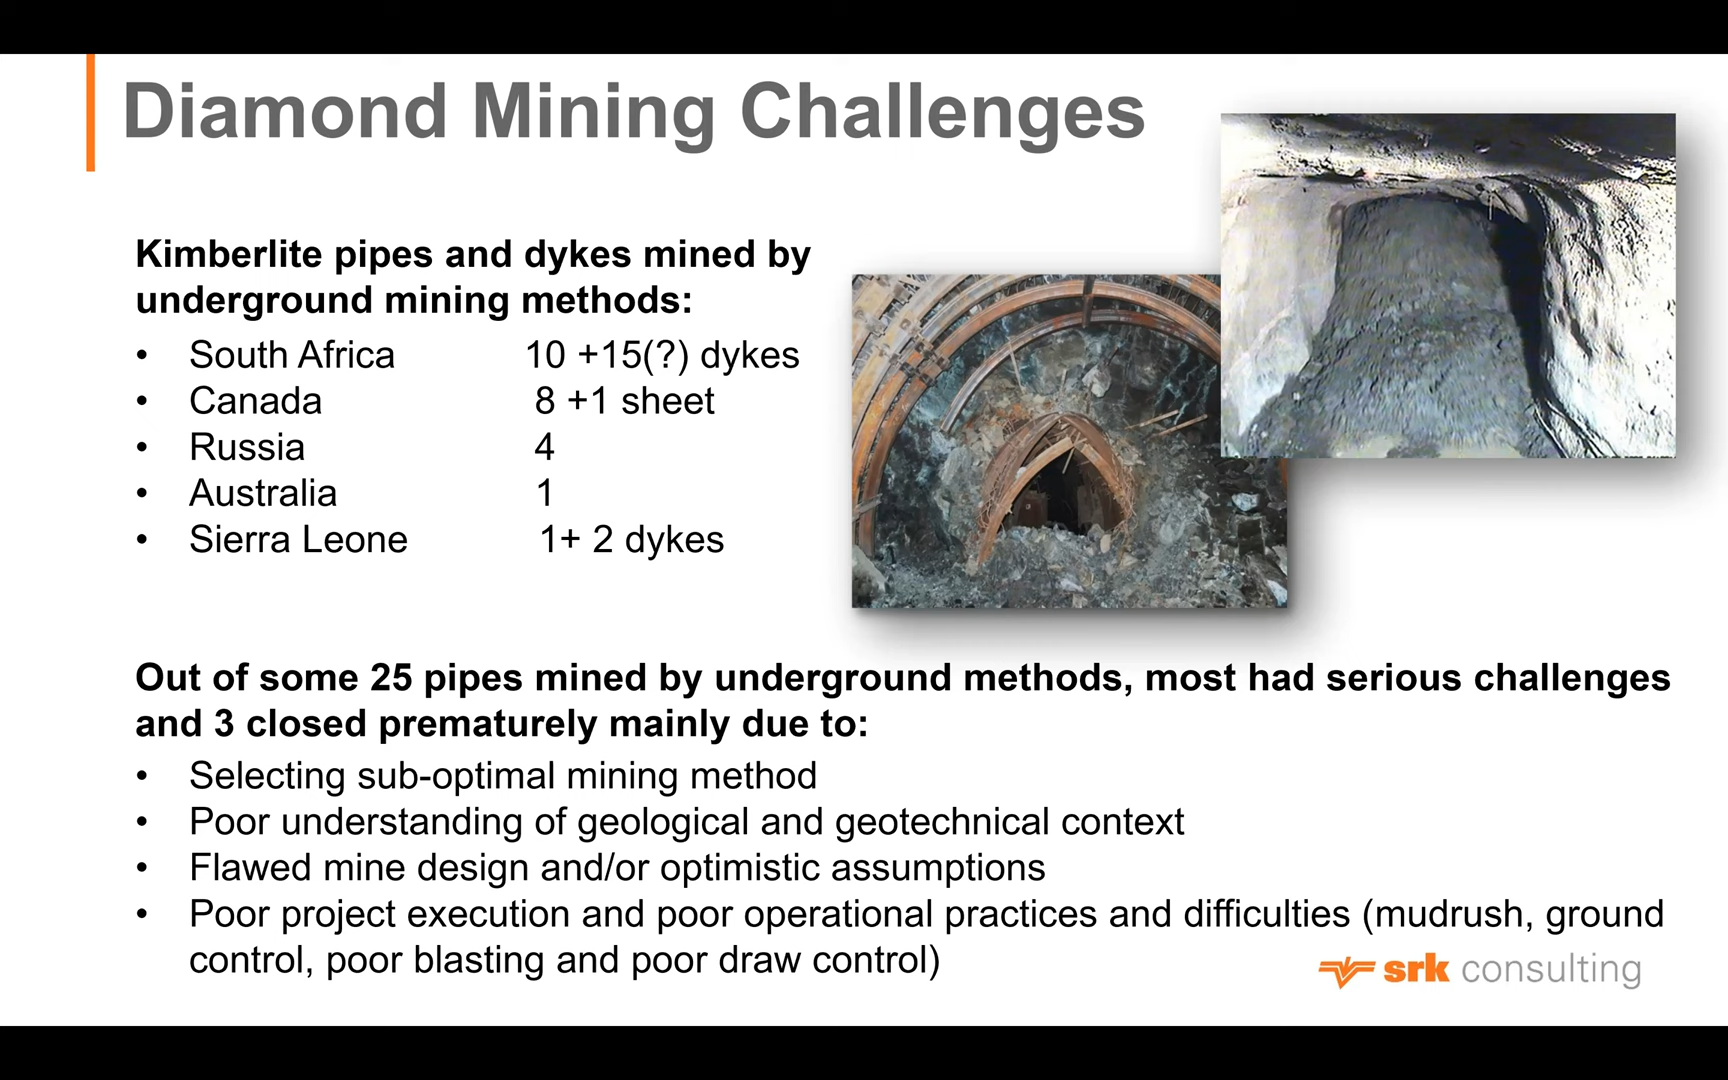 Diamond Mining Challenges
Kimberlite pipes and dykes mined by
underground mining methods:
• South Africa 10 +15(?) dykes
• Canada 8 +1 sheet
• Russia 4
• Australia 1
• Sierra Leone 1+ 2 dykes
Out of some 25 pipes mined by underground methods, most had serious challenges
and 3 closed prematurely mainly due to:
• Selecting sub-optimal mining method
• Poor understanding of geological and geotechnical context
• Flawed mine design and/or optimistic assumptions
• Poor project execution and poor operational practices and difficulties (mudrush, ground
control, poor blasting and poor draw control)
srk consulting